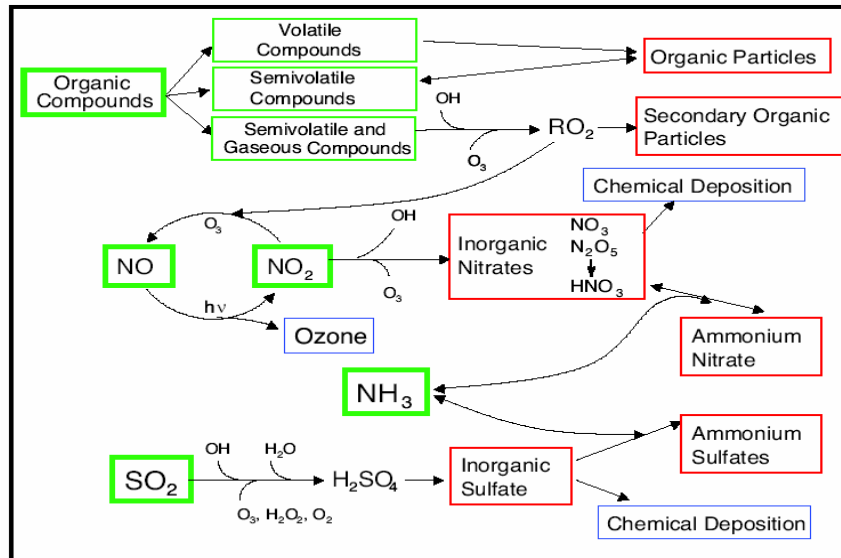 Volatile
Compounds
Organic
Compounds
Semivolatile
Compounds
Organic Particles
Semivolatile and
Gaseous Compounds
OH
O₃
RO₂
Secondary Organic
Particles
Chemical Deposition
O₃
NO
NO₂
OH
O₃
Inorganic
Nitrates
NO₃
N₂O₅
HNO₃
hν
Ozone
Ammonium
Nitrate
NH₃
Ammonium
Sulfates
SO₂
OH
H₂O
O₃, H₂O₂, O₂
H₂SO₄
Inorganic
Sulfate
Chemical Deposition